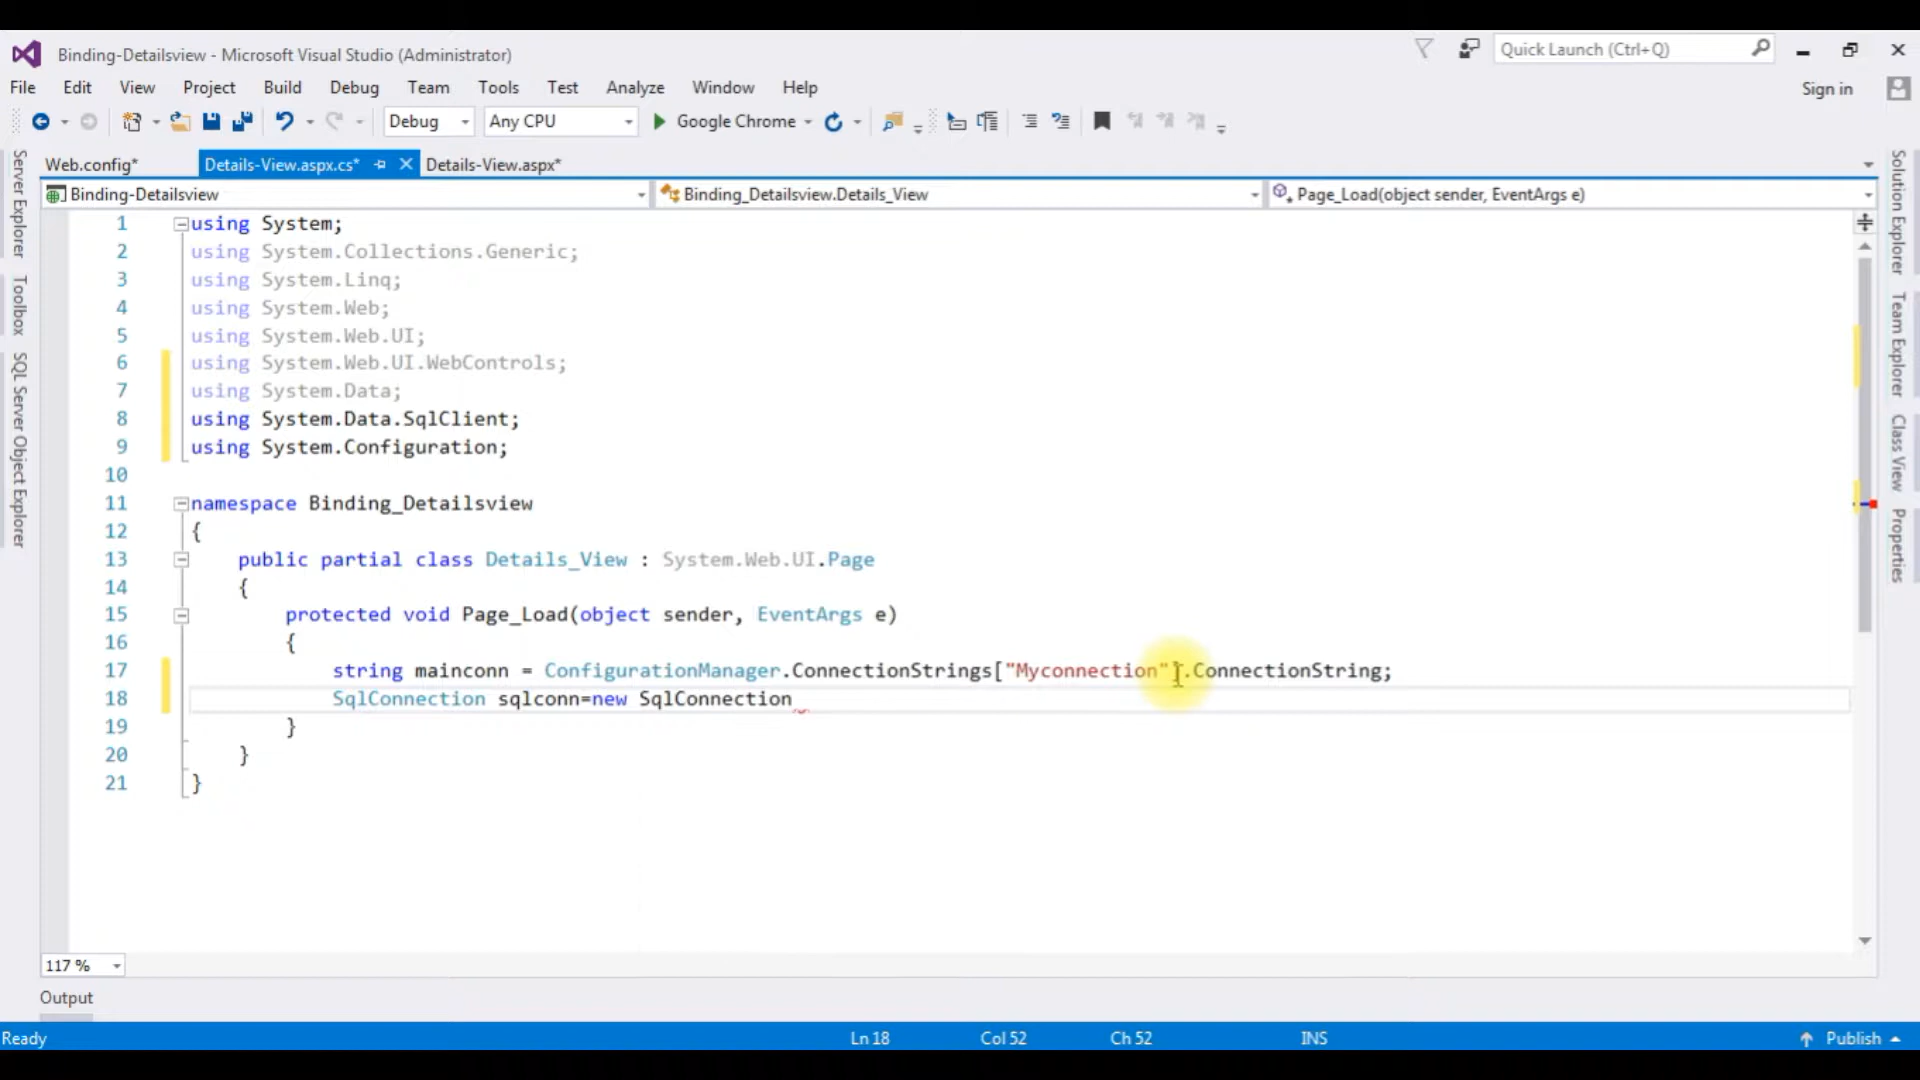 Binding-Detailsview - Microsoft Visual Studio (Administrator)
Quick Launch (Ctrl+Q)
File Edit View Project Build Debug Team Tools Test Analyze Window Help
Sign in
Debug Any CPU Google Chrome
Web.config* Details-View.aspx.cs* Details-View.aspx*
Binding-Detailsview Binding_Detailsview.Details_View Page_Load(object sender, EventArgs e)
Server Explorer
Toolbox
SQL Server Object Explorer
1 using System;
2 using System.Collections.Generic;
3 using System.Linq;
4 using System.Web;
5 using System.Web.UI;
6 using System.Web.UI.WebControls;
7 using System.Data;
8 using System.Data.SqlClient;
9 using System.Configuration;
10
11 namespace Binding_Detailsview
12 {
13 public partial class Details_View : System.Web.UI.Page
14 {
15 protected void Page_Load(object sender, EventArgs e)
16 {
17 string mainconn = ConfigurationManager.ConnectionStrings["Myconnection"].ConnectionString;
18 SqlConnection sqlconn=new SqlConnection
19 }
20 }
21 }
Solution Explorer
Team Explorer
Class View
Properties
117 %
Output
Ready Ln 18 Col 52 Ch 52 INS Publish